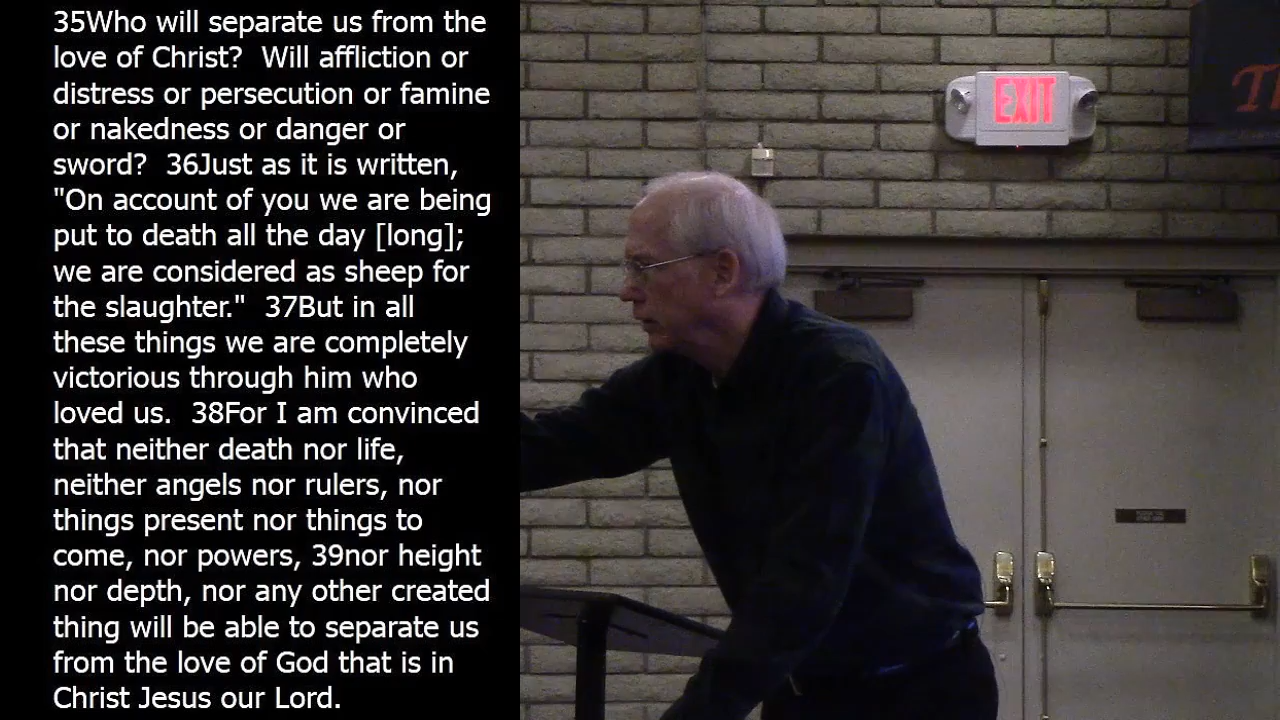 35Who will separate us from the
love of Christ?  Will affliction or
distress or persecution or famine
or nakedness or danger or
sword?  36Just as it is written,
"On account of you we are being
put to death all the day [long];
we are considered as sheep for
the slaughter."  37But in all
these things we are completely
victorious through him who
loved us.  38For I am convinced
that neither death nor life,
neither angels nor rulers, nor
things present nor things to
come, nor powers, 39nor height
nor depth, nor any other created
thing will be able to separate us
from the love of God that is in
Christ Jesus our Lord.
EXIT